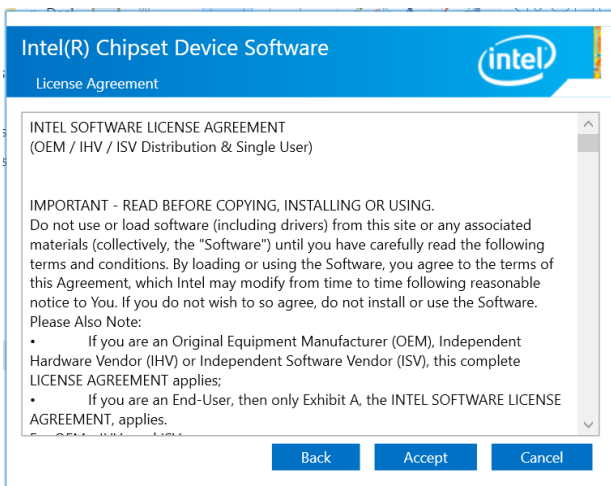 Intel(R) Chipset Device Software
intel
License Agreement
INTEL SOFTWARE LICENSE AGREEMENT
(OEM / IHV / ISV Distribution & Single User)
IMPORTANT - READ BEFORE COPYING, INSTALLING OR USING.
Do not use or load software (including drivers) from this site or any associated
materials (collectively, the "Software") until you have carefully read the following
terms and conditions. By loading or using the Software, you agree to the terms of
this Agreement, which Intel may modify from time to time following reasonable
notice to You. If you do not wish to so agree, do not install or use the Software.
Please Also Note:
• If you are an Original Equipment Manufacturer (OEM), Independent
Hardware Vendor (IHV) or Independent Software Vendor (ISV), this complete
LICENSE AGREEMENT applies;
• If you are an End-User, then only Exhibit A, the INTEL SOFTWARE LICENSE
AGREEMENT, applies.
Back
Accept
Cancel